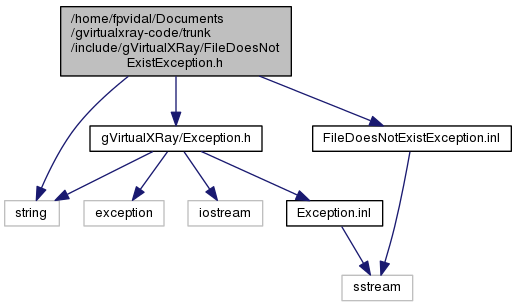 /home/fpvidal/Documents
/gvirtualxray-code/trunk
/include/gVirtualXRay/FileDoesNot
ExistException.h
gVirtualXRay/Exception.h
FileDoesNotExistException.inl
string
exception
iostream
Exception.inl
sstream